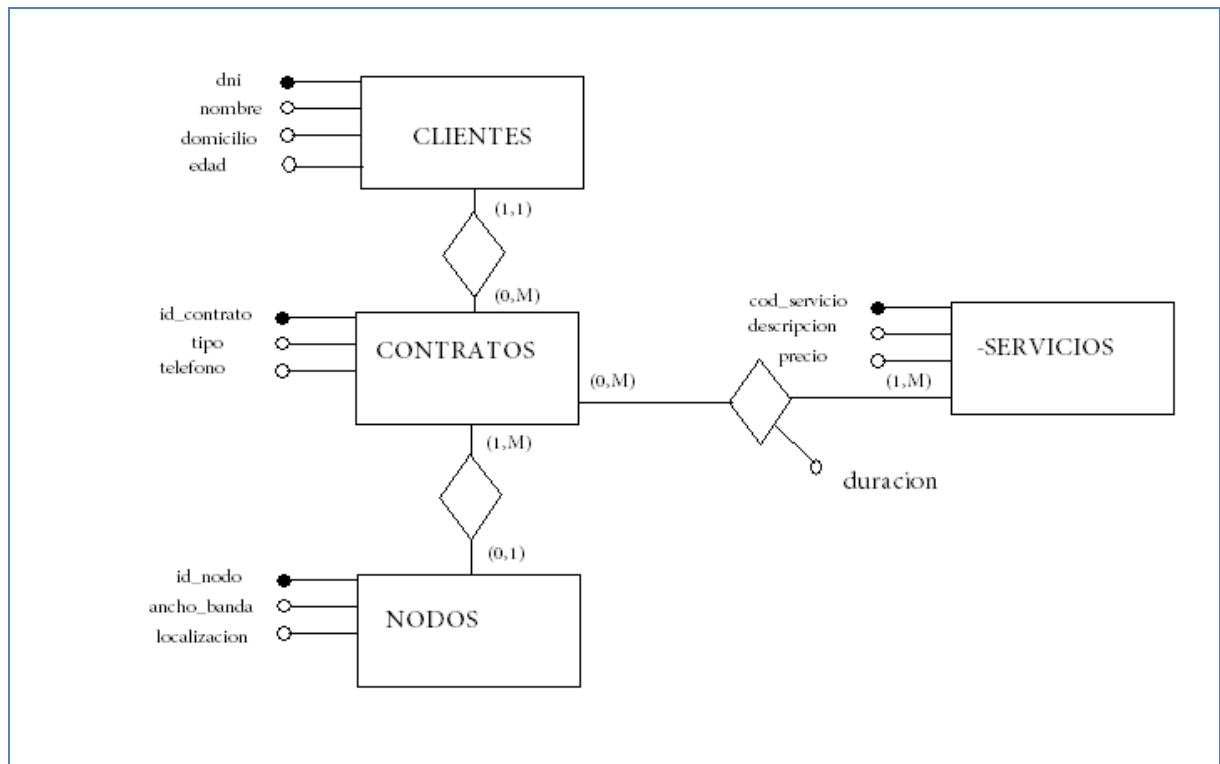 dni
nombre
domicilio
edad
CLIENTES
(1,1)
(0,M)
id_contrato
tipo
telefono
CONTRATOS
(0,M)
cod_servicio
descripcion
precio
(1,M)
-SERVICIOS
duracion
(1,M)
(0,1)
id_nodo
ancho_banda
localizacion
NODOS